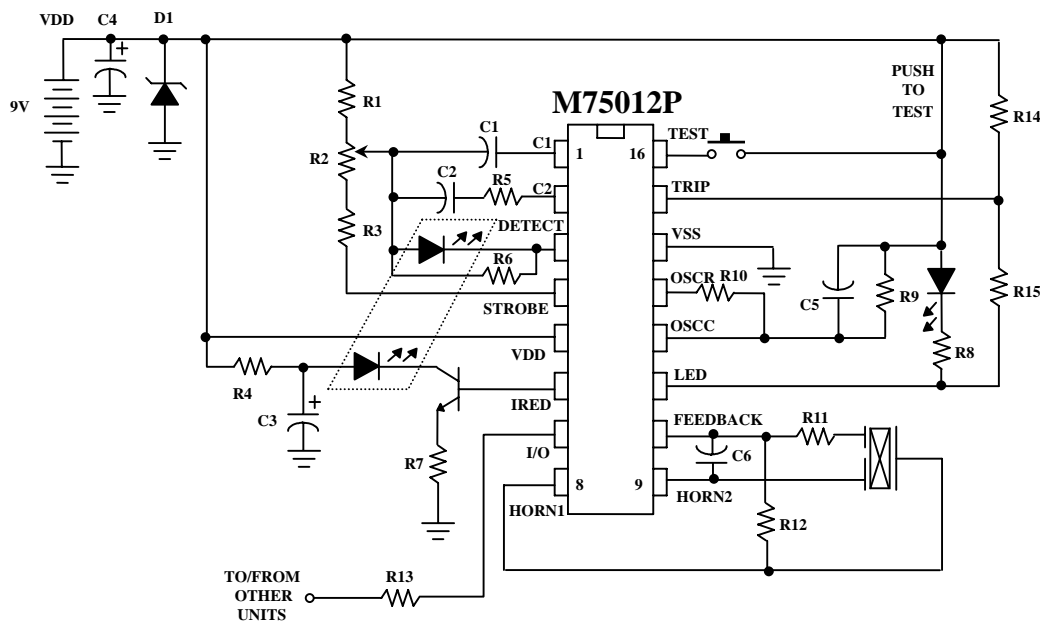 VDD
C4
D1
+
9V
R1
R2
R3
C1
C2
R5
R6
M75012P
C1
C2
DETECT
STROBE
VDD
IRED
I/O
HORN1
1
8
16
9
TEST
TRIP
VSS
OSCR
R10
OSCC
LED
FEEDBACK
HORN2
PUSH
TO
TEST
R14
R15
C5
R9
R8
R4
C3
+
R7
R11
C6
R12
R13
TO/FROM
OTHER
UNITS